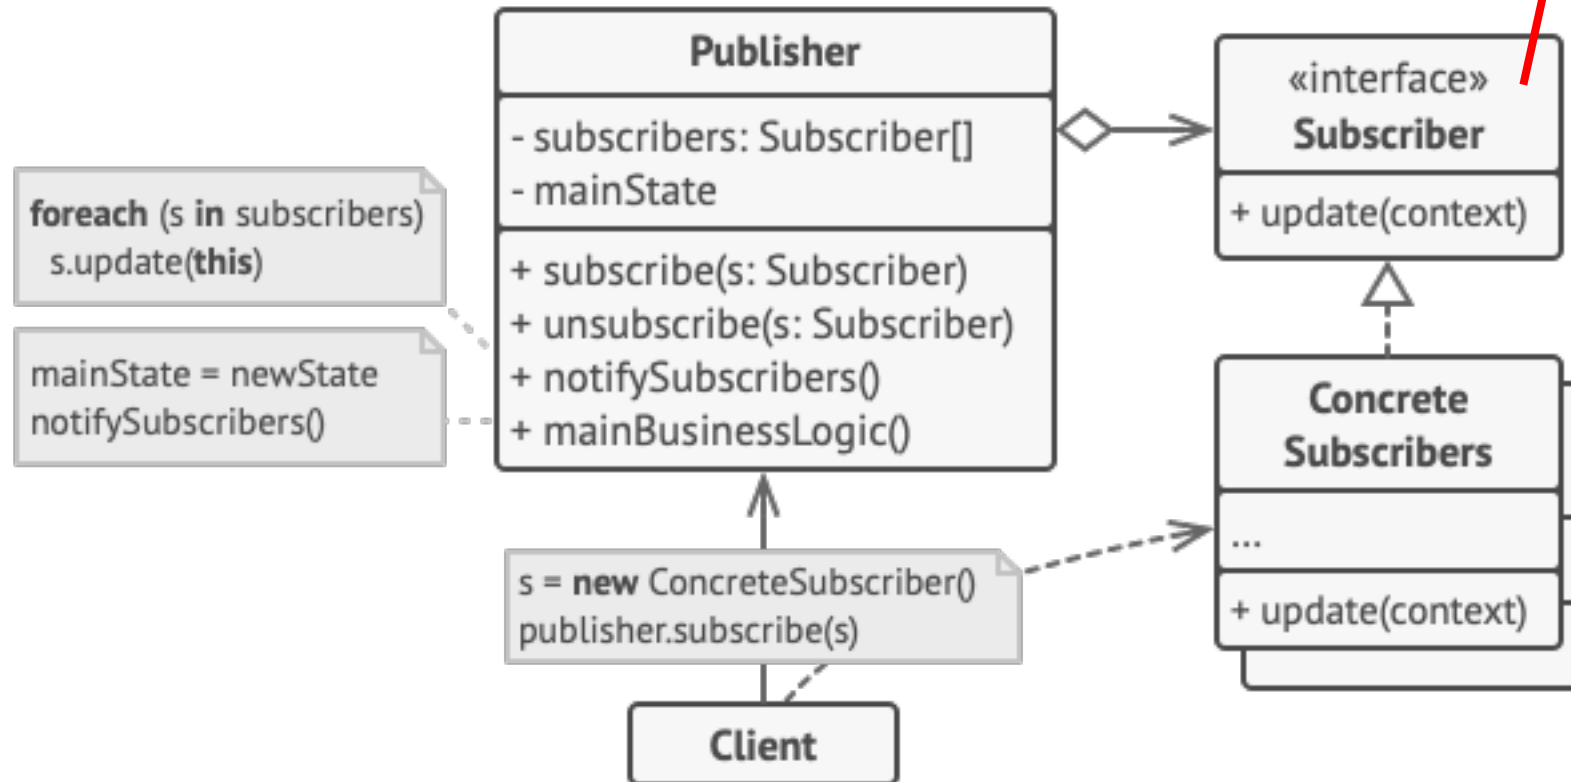 Publisher
- subscribers: Subscriber[]
- mainState
+ subscribe(s: Subscriber)
+ unsubscribe(s: Subscriber)
+ notifySubscribers()
+ mainBusinessLogic()
«interface»
Subscriber
+ update(context)
foreach (s in subscribers)
s.update(this)
mainState = newState
notifySubscribers()
Concrete
Subscribers
...
+ update(context)
s = new ConcreteSubscriber()
publisher.subscribe(s)
Client